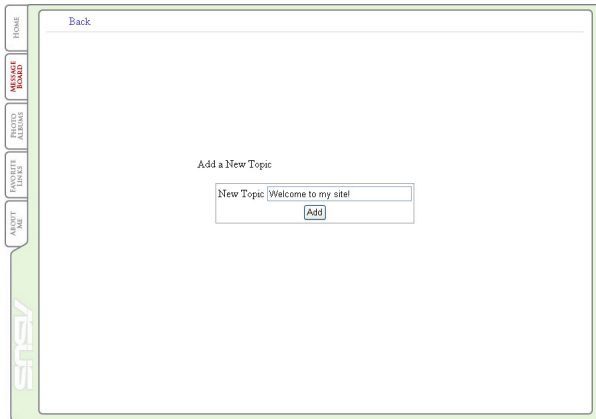 Back
HOME
MESSAGE
BOARD
PHOTO
ALBUMS
FAVORITE
LINKS
ABOUT
ME
Add a New Topic
New Topic Welcome to my site!
Add
ASUS